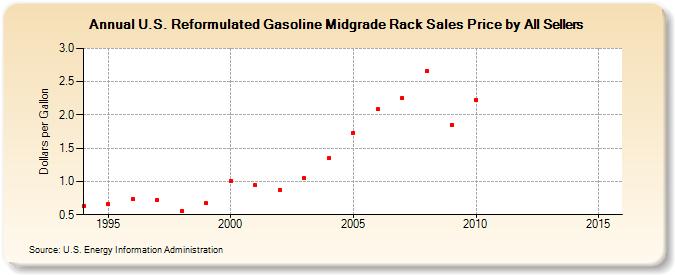 Annual U.S. Reformulated Gasoline Midgrade Rack Sales Price by All Sellers
Dollars per Gallon
3.0
2.5
2.0
1.5
1.0
0.5
1995 2000 2005 2010 2015
Source: U.S. Energy Information Administration